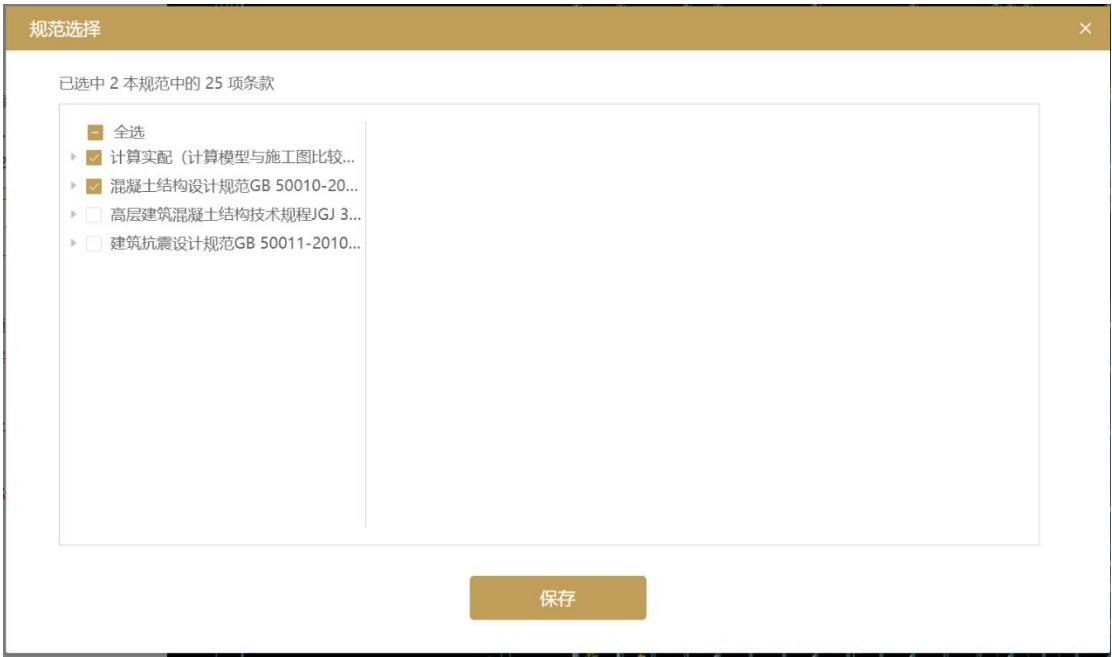 规范选择
已选中 2 本规范中的 25 项条款
全选
计算实配（计算模型与施工图比较...
混凝土结构设计规范GB 50010-20...
高层建筑混凝土结构技术规程JGJ 3...
建筑抗震设计规范GB 50011-2010...
保存